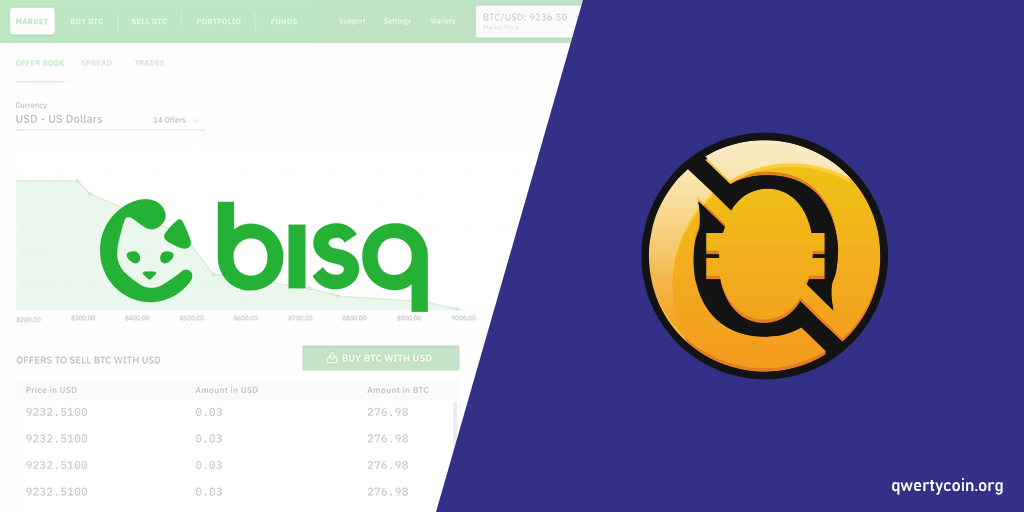 MARKET BUY BTC SELL BTC PORTFOLIO FUNDS Support Settings Wallets BTC/USD: 9236.50
Market Price
OFFER BOOK SPREAD TRADES
Currency
USD - US Dollars 14 Offers
bisq
8200.00 8300.00 8400.00 8500.00 8600.00 8700.00 8800.00 8900.00 9000.00
OFFERS TO SELL BTC WITH USD BUY BTC WITH USD
Price in USD Amount in USD Amount in BTC
9232.5100 0.03 276.98
9232.5100 0.03 276.98
9232.5100 0.03 276.98
9232.5100 0.03 276.98
qwertycoin.org